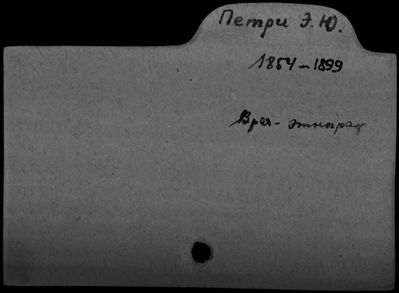 Петри Э. Ю.
1854-1899
Врач-этнограф